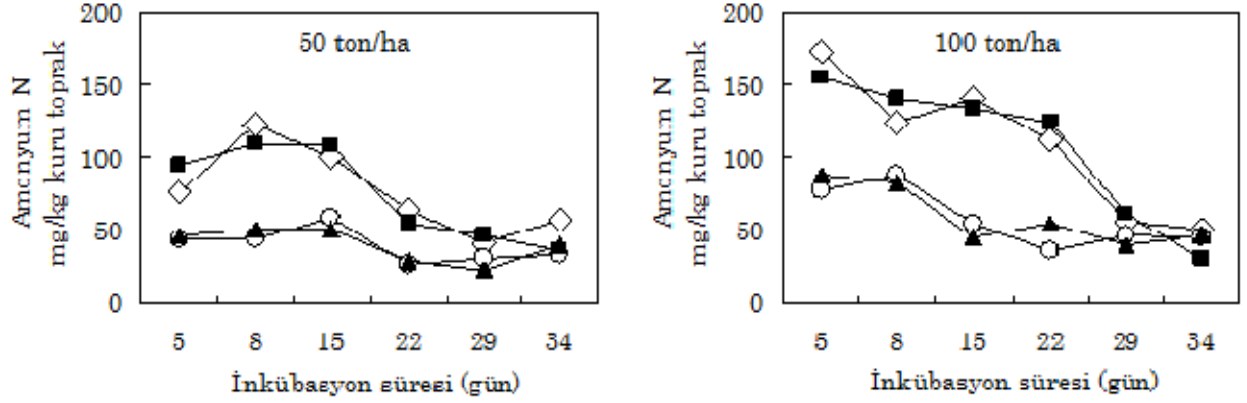 200
150
100
50
0
Amonyum N
mg/kg kuru toprak
50 ton/ha
5 8 15 22 29 34
İnkübasyon süresi (gün)
200
150
100
50
0
Amonyum N
mg/kg kuru toprak
100 ton/ha
5 8 15 22 29 34
İnkübasyon süresi (gün)